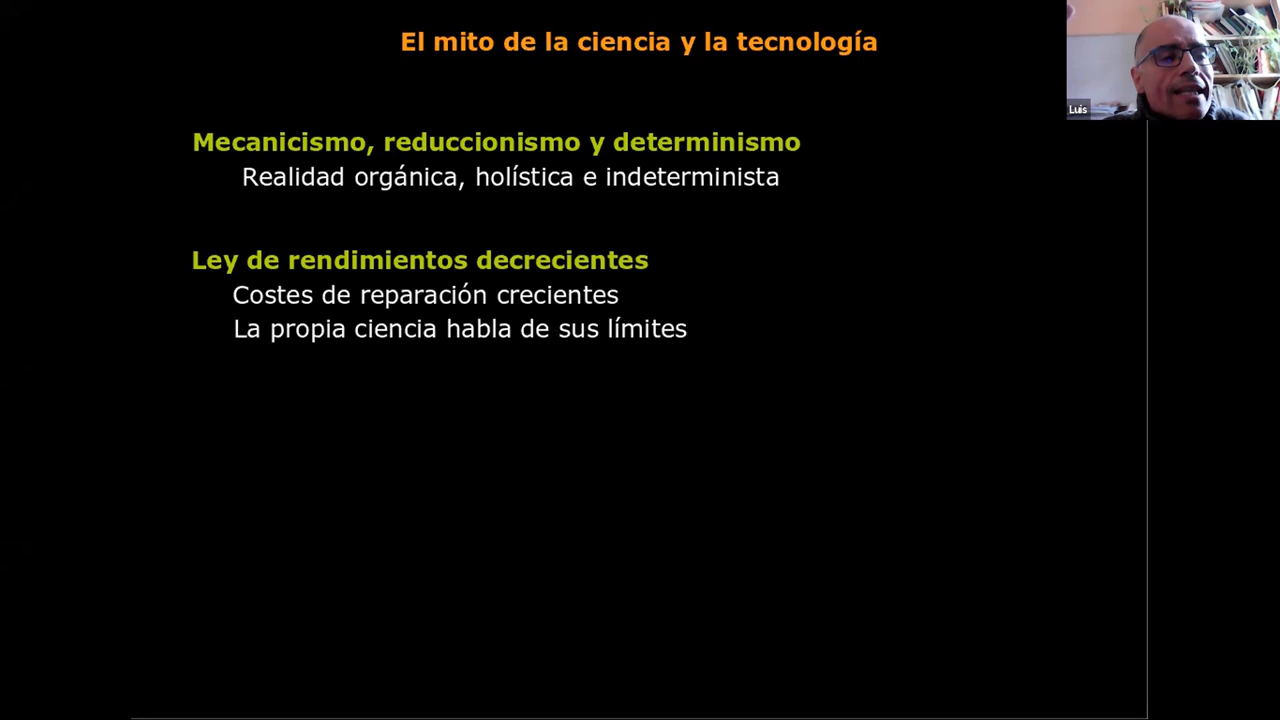 El mito de la ciencia y la tecnología
Luis
Mecanicismo, reduccionismo y determinismo
Realidad orgánica, holística e indeterminista
Ley de rendimientos decrecientes
Costes de reparación crecientes
La propia ciencia habla de sus límites